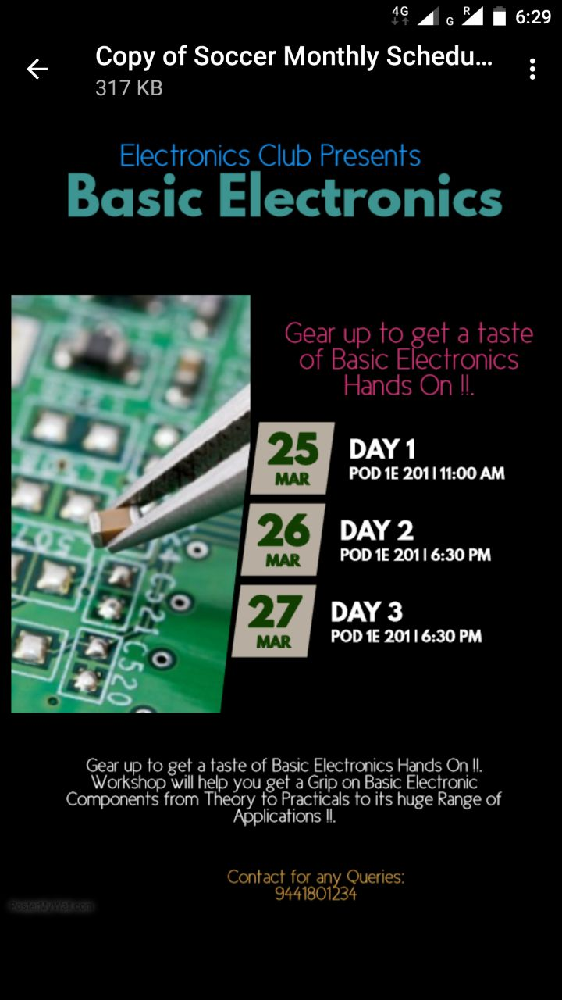 4G G R 6:29
Copy of Soccer Monthly Schedu...
317 KB
Electronics Club Presents
Basic Electronics
Gear up to get a taste
of Basic Electronics
Hands On !!.
25
MAR
DAY 1
POD 1E 201 | 11:00 AM
26
MAR
DAY 2
POD 1E 201 | 6:30 PM
27
MAR
DAY 3
POD 1E 201 | 6:30 PM
C521
C520
Gear up to get a taste of Basic Electronics Hands On !!.
Workshop will help you get a Grip on Basic Electronic
Components from Theory to Practicals to its huge Range of
Applications !!.
Contact for any Queries:
9441801234
PosterMyWall.com